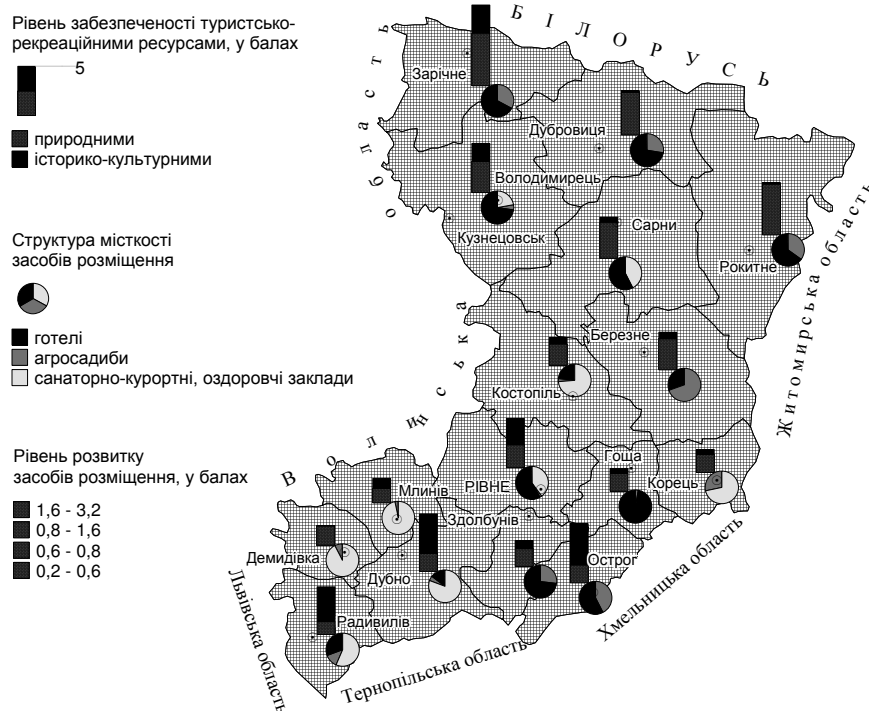 Рівень забезпеченості туристсько-
рекреаційними ресурсами, у балах
5
природними
історико-культурними
Структура місткості
засобів розміщення
готелі
агросадиби
санаторно-курортні, оздоровчі заклади
Рівень розвитку
засобів розміщення, у балах
1,6 - 3,2
0,8 - 1,6
0,6 - 0,8
0,2 - 0,6
БІЛОРУСЬ
Волинська область
Житомирська область
Хмельницька область
Тернопільська область
Львівська область
Зарічне
Дубровиця
Володимирець
Кузнецовськ
Сарни
Рокитне
Березне
Костопіль
РІВНЕ
Гоща
Корець
Млинів
Здолбунів
Демидівка
Дубно
Острог
Радивилів